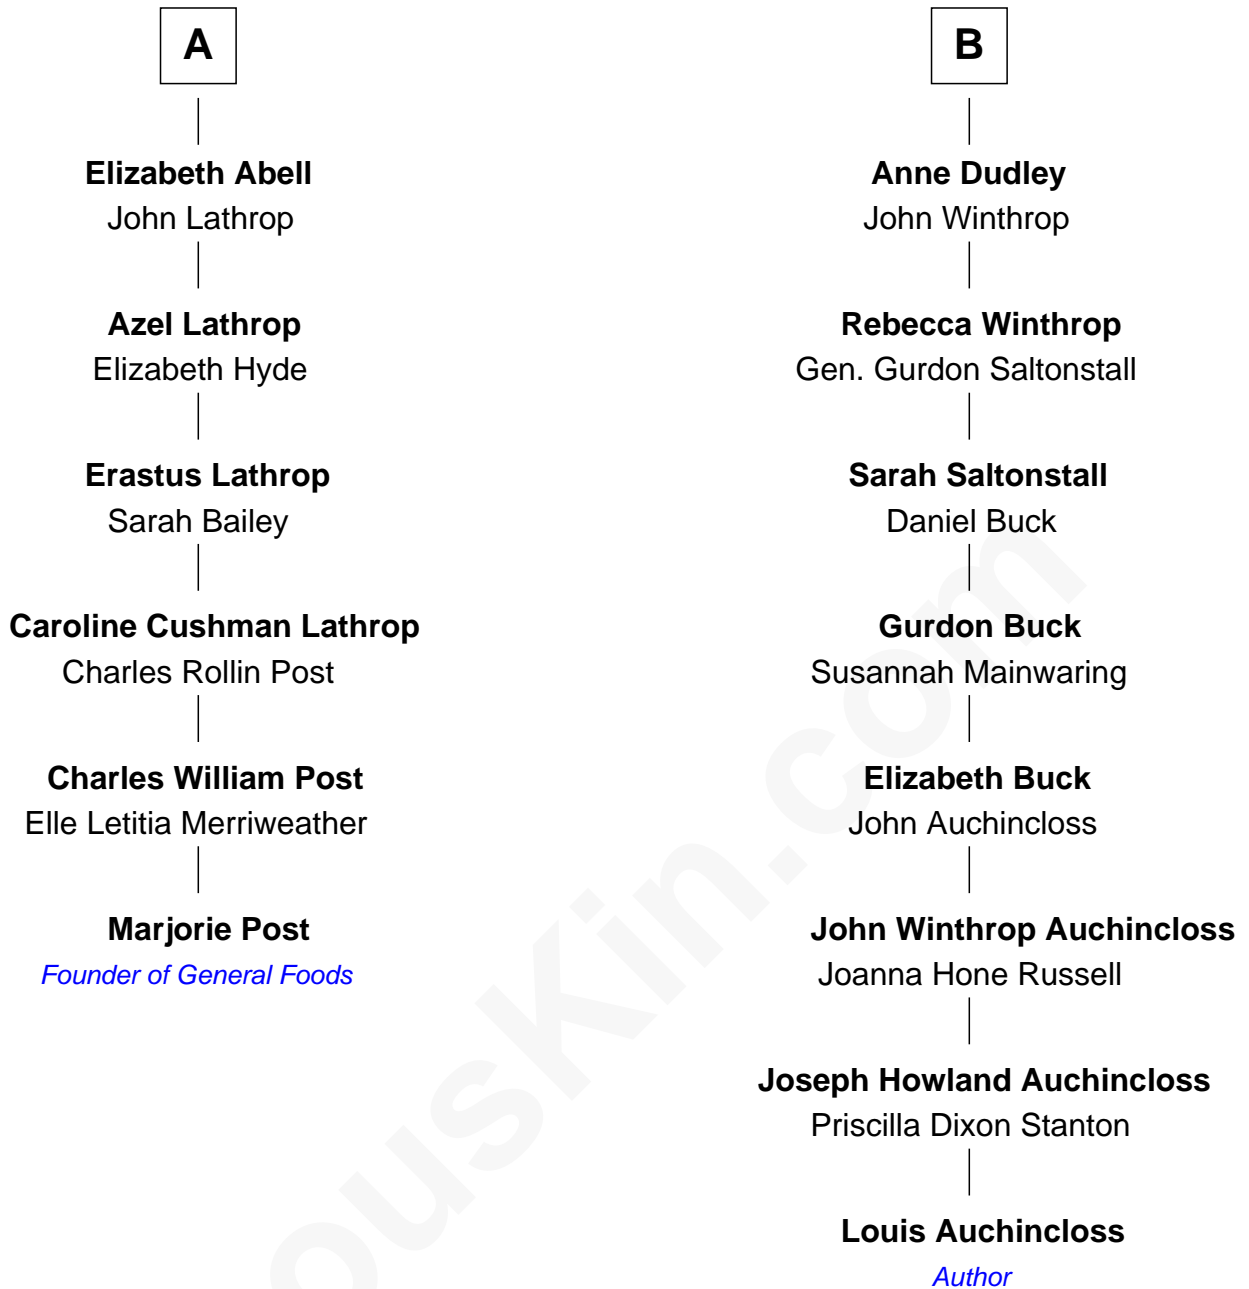 A
Elizabeth Abell
John Lathrop
Azel Lathrop
Elizabeth Hyde
Erastus Lathrop
Sarah Bailey
Caroline Cushman Lathrop
Charles Rollin Post
Charles William Post
Elle Letitia Merriweather
Marjorie Post
Founder of General Foods
B
Anne Dudley
John Winthrop
Rebecca Winthrop
Gen. Gurdon Saltonstall
Sarah Saltonstall
Daniel Buck
Gurdon Buck
Susannah Mainwaring
Elizabeth Buck
John Auchincloss
John Winthrop Auchincloss
Joanna Hone Russell
Joseph Howland Auchincloss
Priscilla Dixon Stanton
Louis Auchincloss
Author
ousKin.com